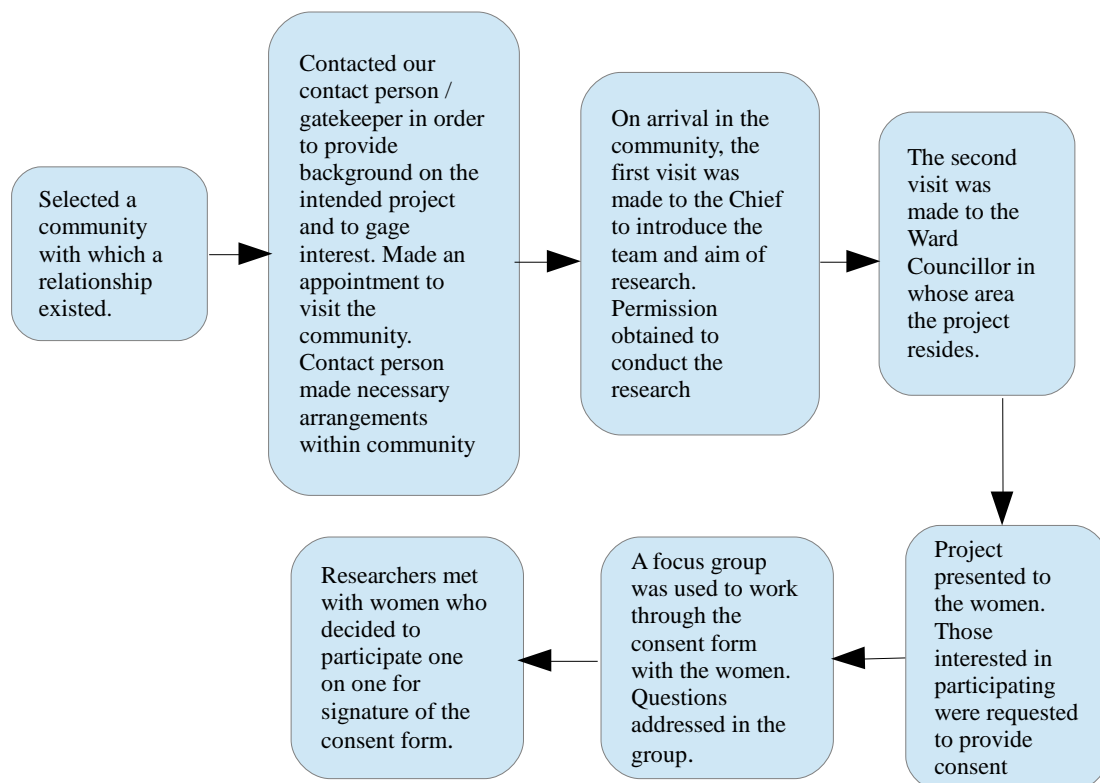 Selected a
community
with which a
relationship
existed.
Contacted our
contact person /
gatekeeper in order
to provide
background on the
intended project
and to gage
interest. Made an
appointment to
visit the
community.
Contact person
made necessary
arrangements
within community
On arrival in the
community, the
first visit was
made to the Chief
to introduce the
team and aim of
research.
Permission
obtained to
conduct the
research
The second
visit was
made to the
Ward
Councillor in
whose area
the project
resides.
Project
presented to
the women.
Those
interested in
participating
were requested
to provide
consent
A focus group
was used to work
through the
consent form
with the women.
Questions
addressed in the
group.
Researchers met
with women who
decided to
participate one
on one for
signature of the
consent form.